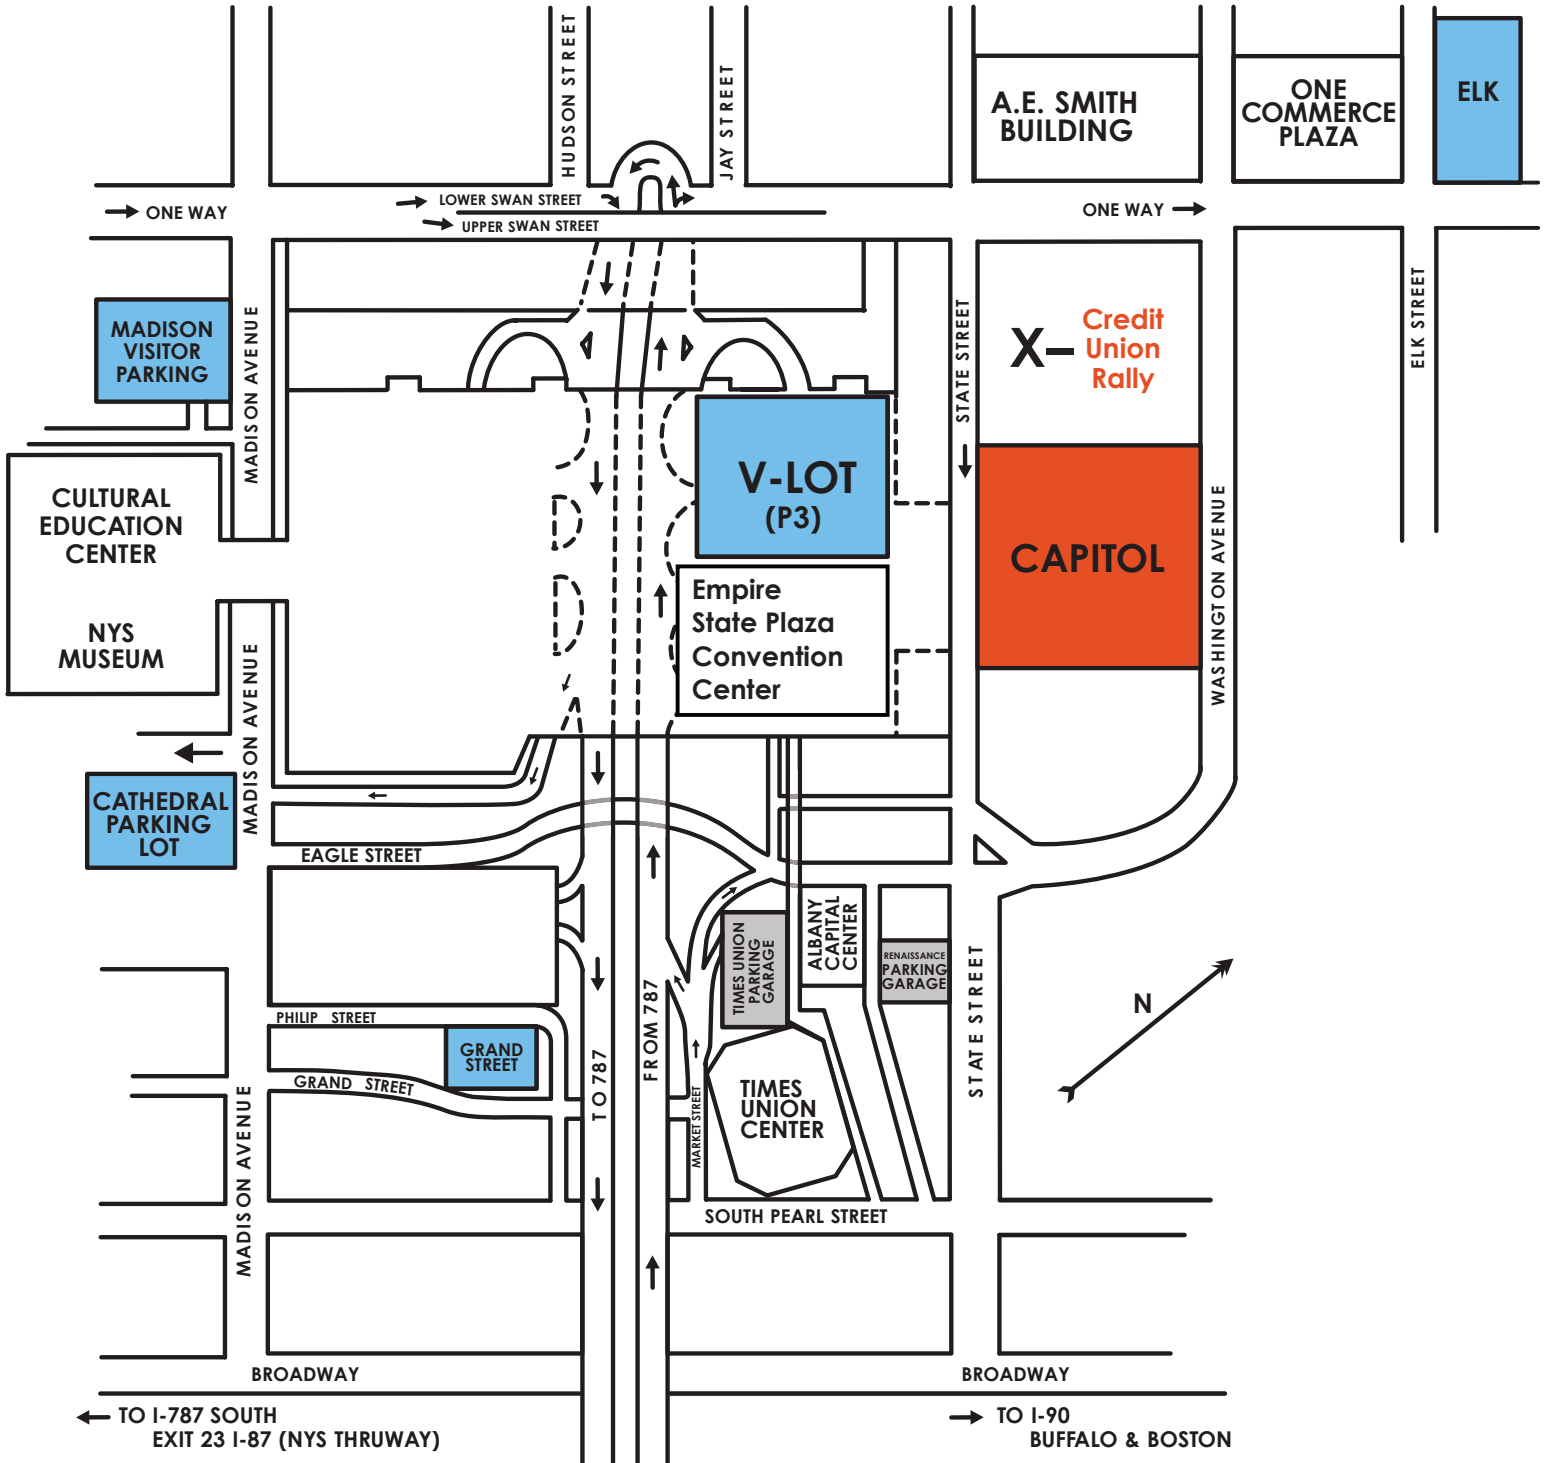 HUDSON STREET
JAY STREET
A.E. SMITH
BUILDING
ONE
COMMERCE
PLAZA
ELK
ONE WAY
LOWER SWAN STREET
UPPER SWAN STREET
ONE WAY
MADISON
VISITOR
PARKING
MADISON AVENUE
STATE STREET
X–
Credit
Union
Rally
ELK STREET
V-LOT
(P3)
CULTURAL
EDUCATION
CENTER
NYS
MUSEUM
CAPITOL
WASHINGTON AVENUE
Empire
State Plaza
Convention
Center
MADISON AVENUE
CATHEDRAL
PARKING
LOT
EAGLE STREET
TIMES UNION
PARKING
GARAGE
ALBANY
CAPITAL
CENTER
RENAISSANCE
PARKING
GARAGE
STATE STREET
N
PHILIP STREET
GRAND
STREET
GRAND STREET
TO 787
FROM 787
MARKET STREET
TIMES
UNION
CENTER
MADISON AVENUE
SOUTH PEARL STREET
BROADWAY
BROADWAY
TO I-787 SOUTH
EXIT 23 I-87 (NYS THRUWAY)
TO I-90
BUFFALO & BOSTON